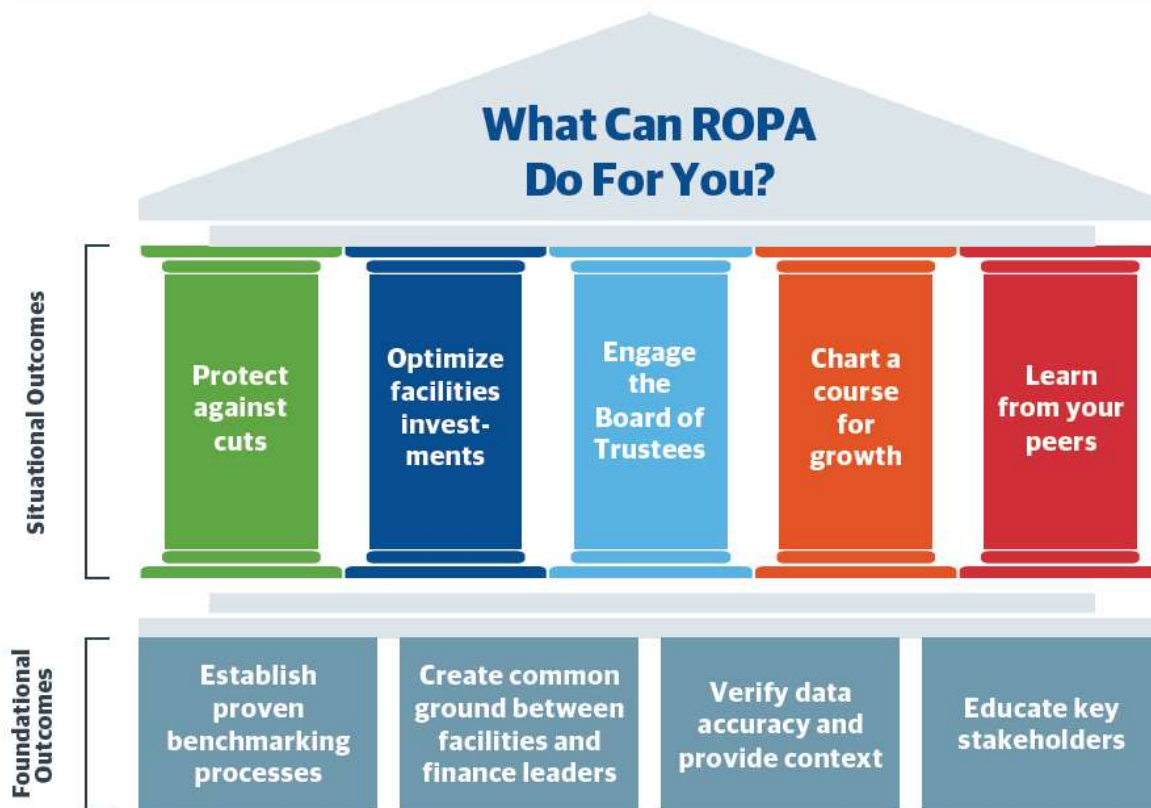 What Can ROPA
Do For You?
Situational Outcomes
Protect
against
cuts
Optimize
facilities
invest-
ments
Engage
the
Board of
Trustees
Chart a
course
for
growth
Learn
from your
peers
Foundational
Outcomes
Establish
proven
benchmarking
processes
Create common
ground between
facilities and
finance leaders
Verify data
accuracy and
provide context
Educate key
stakeholders